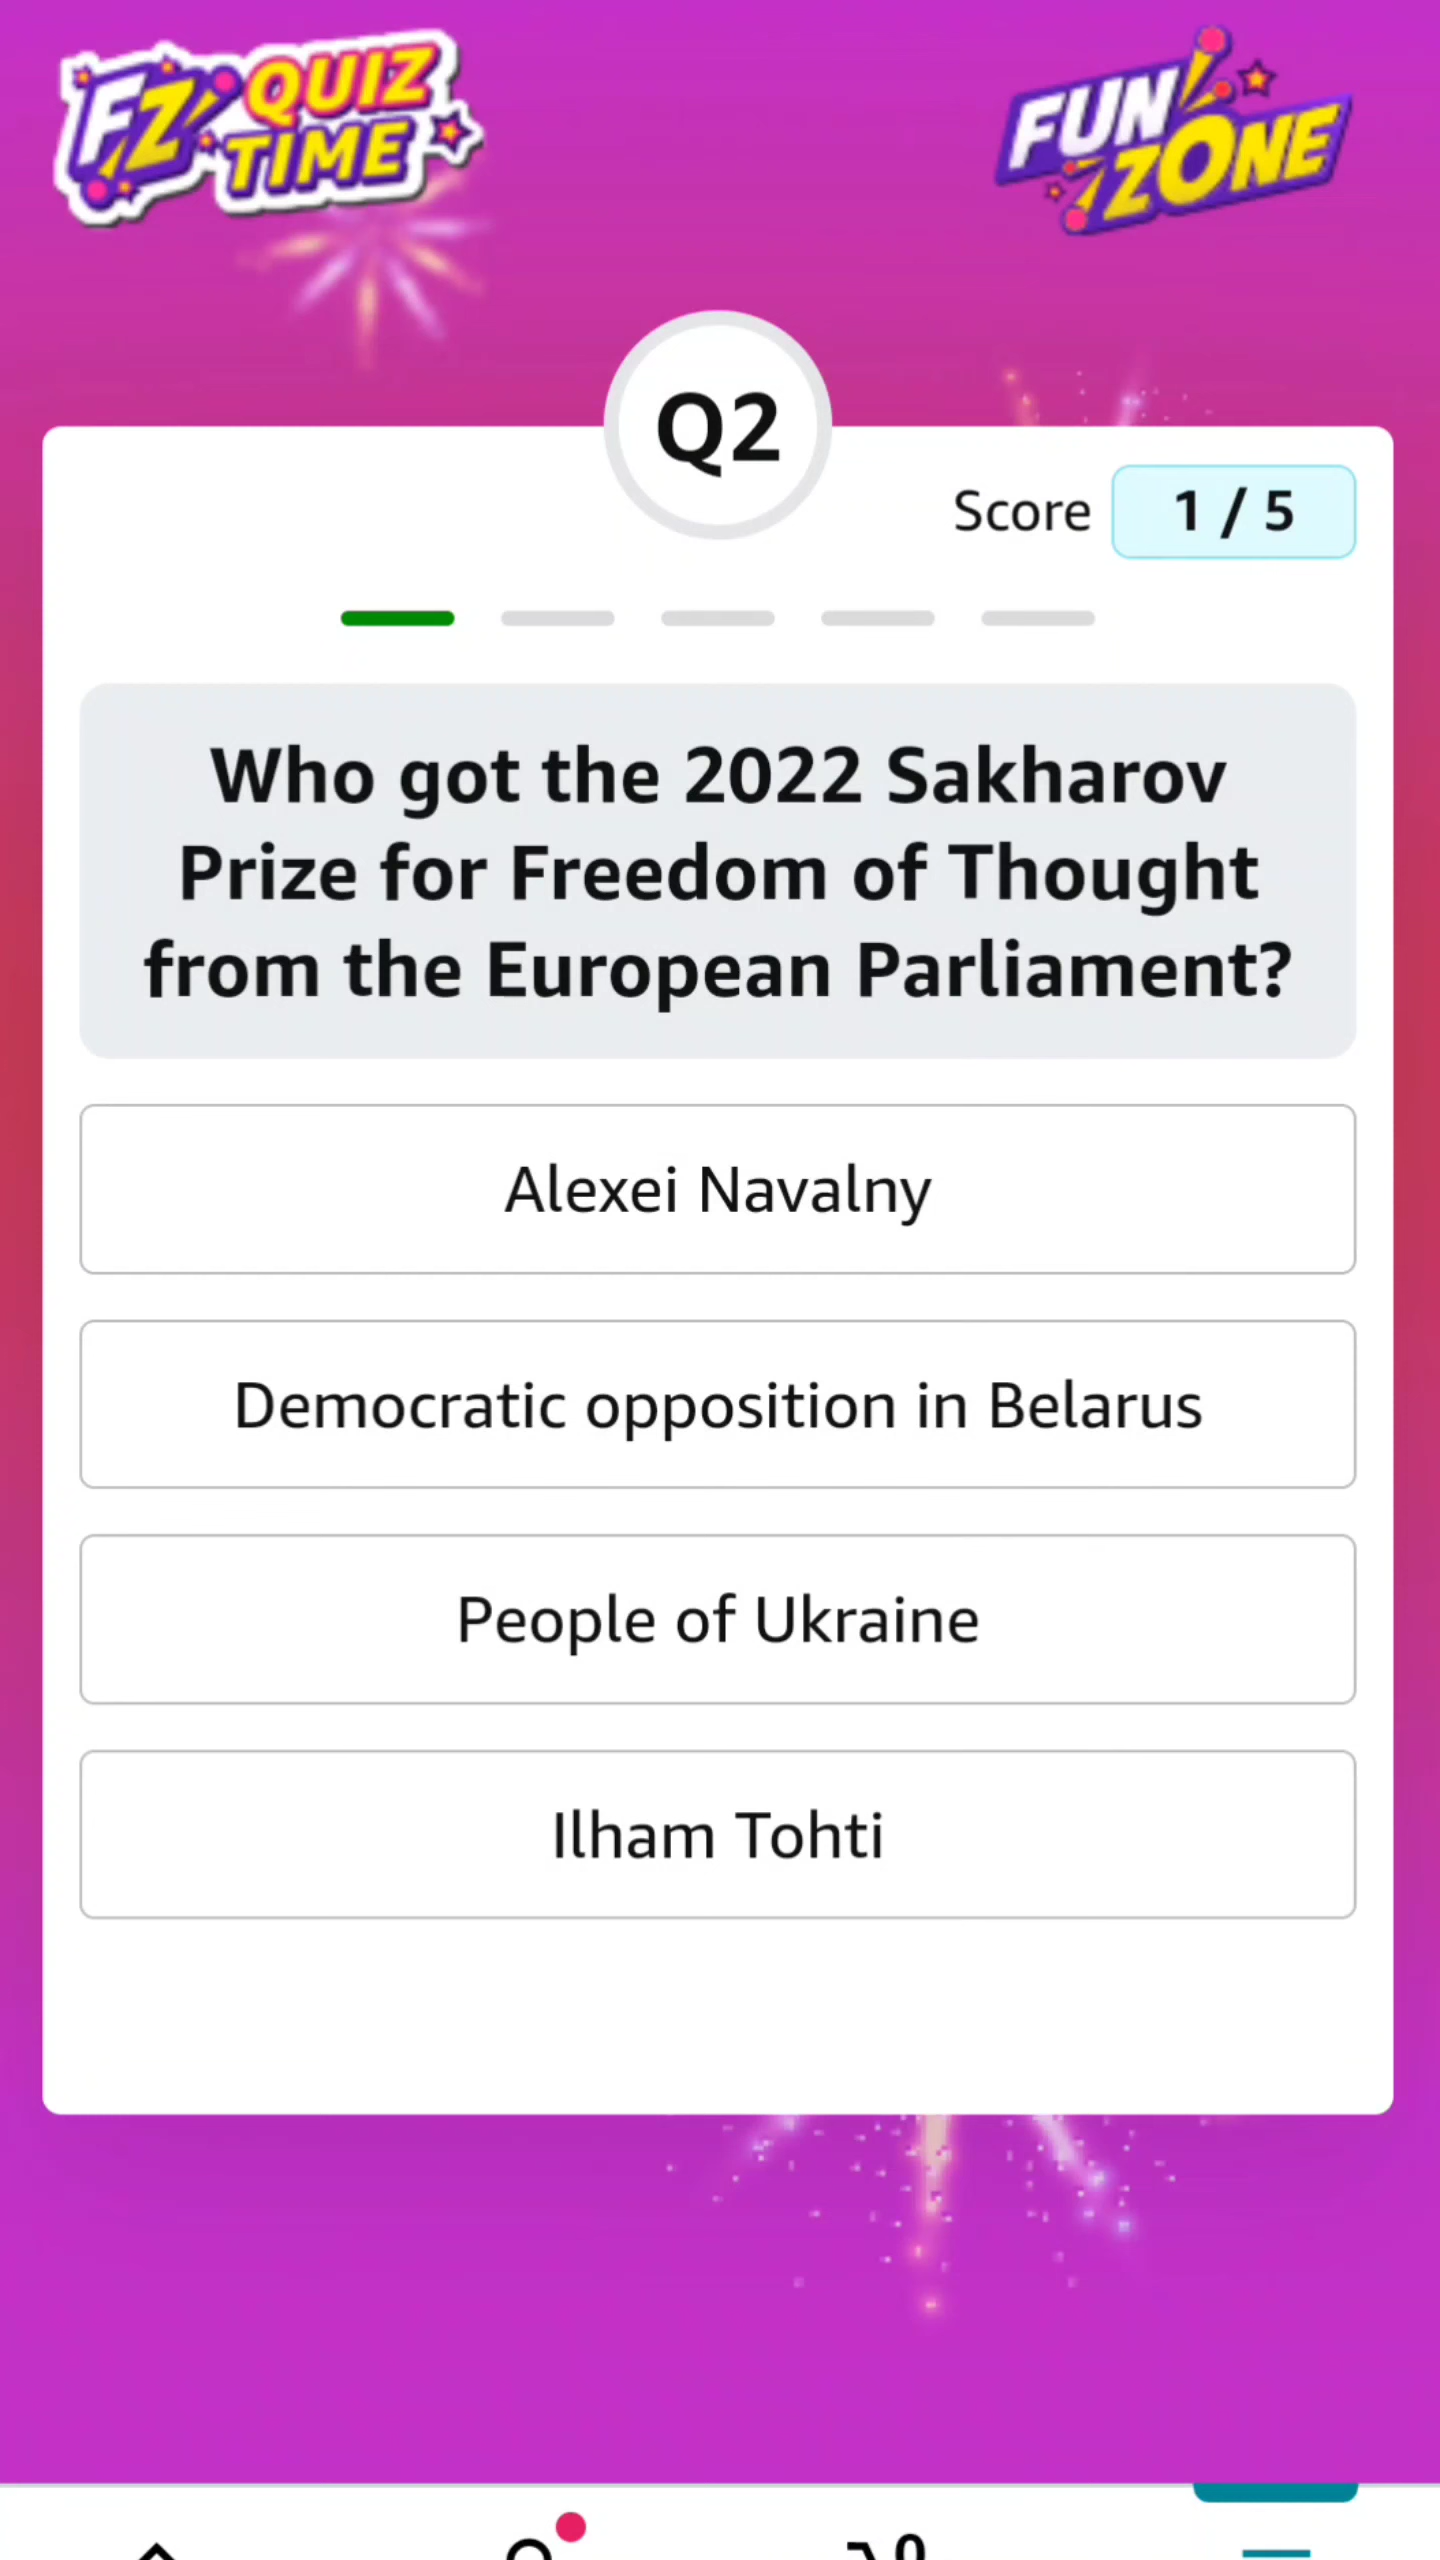 FZ QUIZ TIME
FUN ZONE
Q2
Score 1 / 5
Who got the 2022 Sakharov
Prize for Freedom of Thought
from the European Parliament?
Alexei Navalny
Democratic opposition in Belarus
People of Ukraine
Ilham Tohti
0